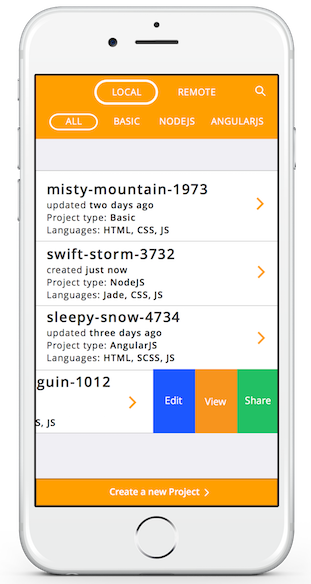 LOCAL REMOTE
ALL BASIC NODEJS ANGULARJS
misty-mountain-1973
updated two days ago
Project type: Basic
Languages: HTML, CSS, JS
swift-storm-3732
created just now
Project type: NodeJS
Languages: Jade, CSS, JS
sleepy-snow-4734
updated three days ago
Project type: AngularJS
Languages: HTML, SCSS, JS
guin-1012
S, JS
Edit View Share
Create a new Project